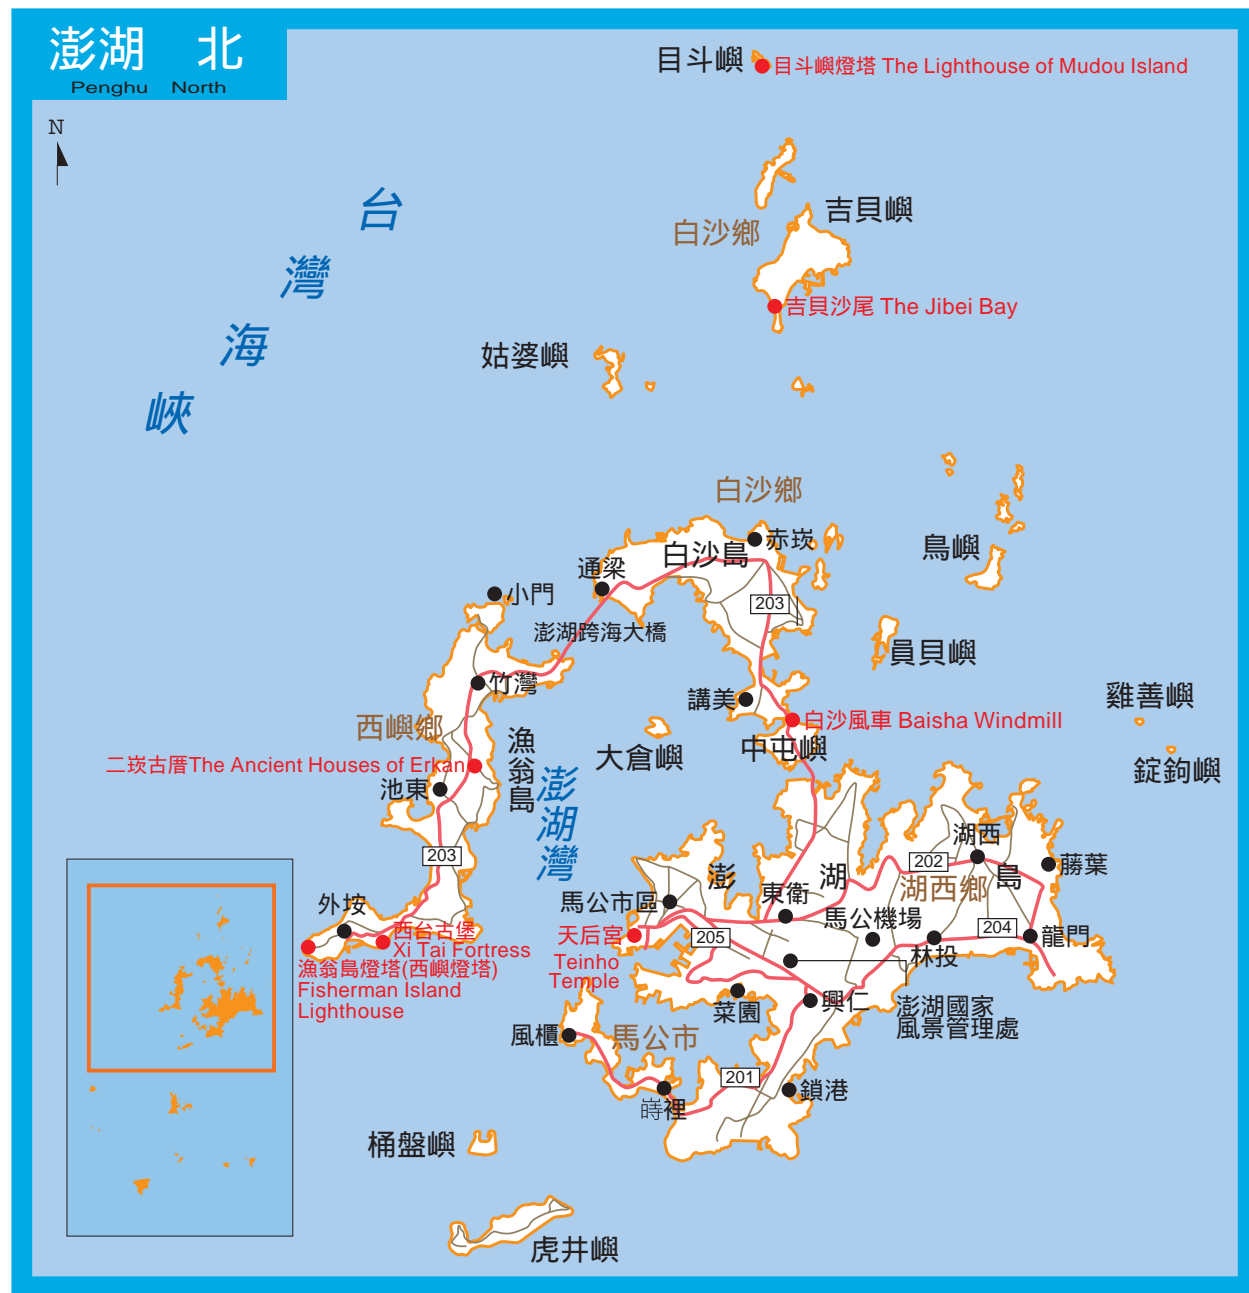 澎湖 北
Penghu North
N
目斗嶼
目斗嶼燈塔 The Lighthouse of Mudou Island
台灣海峽
吉貝嶼
白沙鄉
吉貝沙尾 The Jibei Bay
姑婆嶼
白沙鄉
赤崁
白沙島
鳥嶼
通梁
小門
203
澎湖跨海大橋
員貝嶼
竹灣
講美
雞善嶼
西嶼鄉
白沙風車 Baisha Windmill
漁翁島
大倉嶼
中屯嶼
二崁古厝The Ancient Houses of Erkan
錠鉤嶼
池東
澎湖灣
湖西
203
202
藤葉
澎湖島
湖西鄉
外垵
馬公市區
東衛
馬公機場
西台古堡
Xi Tai Fortress
天后宮
Teinho
Temple
205
204
龍門
林投
漁翁島燈塔(西嶼燈塔)
Fisherman Island
Lighthouse
菜園
興仁
澎湖國家
風景管理處
風櫃
馬公市
201
鎖港
嵵裡
桶盤嶼
虎井嶼